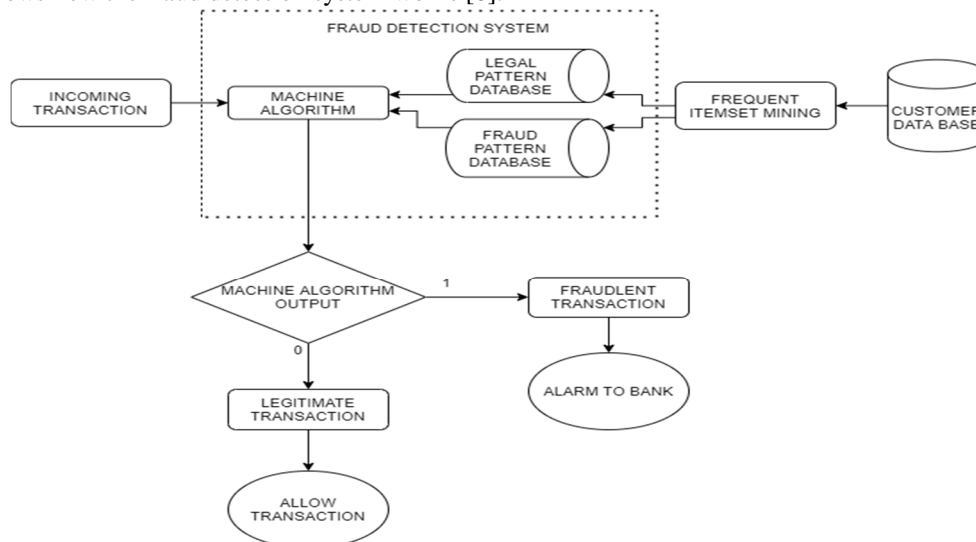 FRAUD DETECTION SYSTEM
LEGAL
PATTERN
DATABASE
INCOMING
TRANSACTION
MACHINE
ALGORITHM
FREQUENT
ITEMSET MINING
CUSTOMER
DATA BASE
FRAUD
PATTERN
DATABASE
MACHINE ALGORITHM
OUTPUT
1
FRAUDLENT
TRANSACTION
0
ALARM TO BANK
LEGITIMATE
TRANSACTION
ALLOW
TRANSACTION